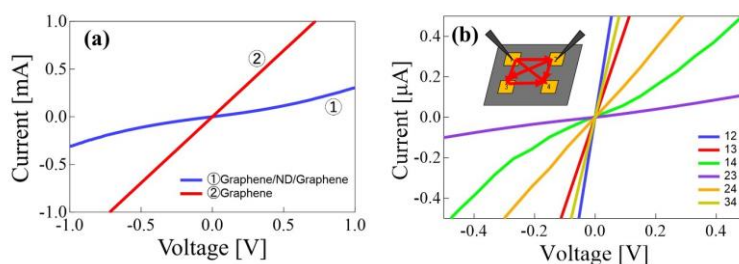 (a)
Current [mA]
1.0
0.5
0.0
-0.5
-1.0
②
①
①Graphene/ND/Graphene
②Graphene
-1.0 -0.5 0.0 0.5 1.0
Voltage [V]
(b)
Current [μA]
0.4
0.2
0.0
-0.2
-0.4
12
13
14
23
24
34
-0.4 -0.2 0.0 0.2 0.4
Voltage [V]